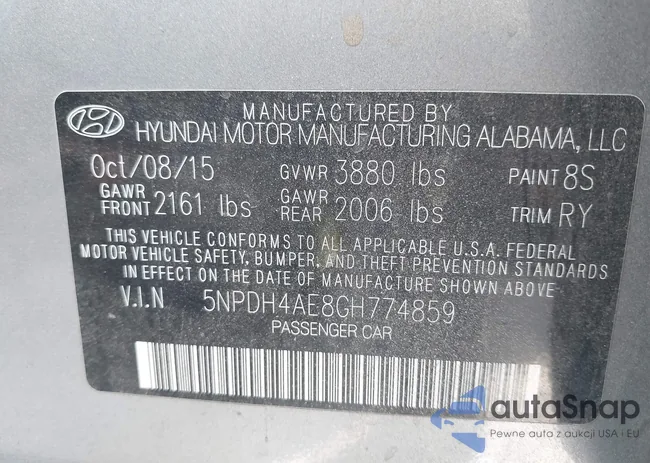 MANUFACTURED BY
HYUNDAI MOTOR MANUFACTURING ALABAMA, LLC
Oct/08/15 GVWR 3880 lbs PAINT 8S
GAWR FRONT 2161 lbs GAWR REAR 2006 lbs TRIM RY
THIS VEHICLE CONFORMS TO ALL APPLICABLE U.S.A. FEDERAL
MOTOR VEHICLE SAFETY, BUMPER, AND THEFT PREVENTION STANDARDS
IN EFFECT ON THE DATE OF MANUFACTURE SHOWN ABOVE.
V.I.N 5NPDH4AE8GH774859
PASSENGER CAR
autaSnap
Pewne auta z aukcji USA i EU